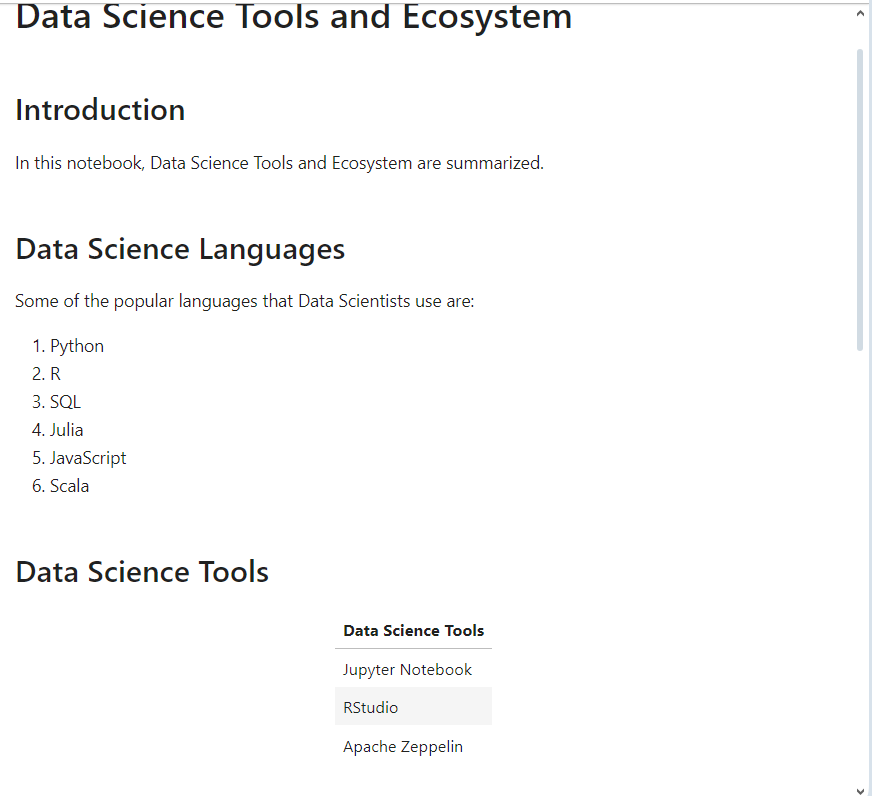 Data Science Tools and Ecosystem
Introduction
In this notebook, Data Science Tools and Ecosystem are summarized.
Data Science Languages
Some of the popular languages that Data Scientists use are:
1. Python
2. R
3. SQL
4. Julia
5. JavaScript
6. Scala
Data Science Tools
Data Science Tools
Jupyter Notebook
RStudio
Apache Zeppelin